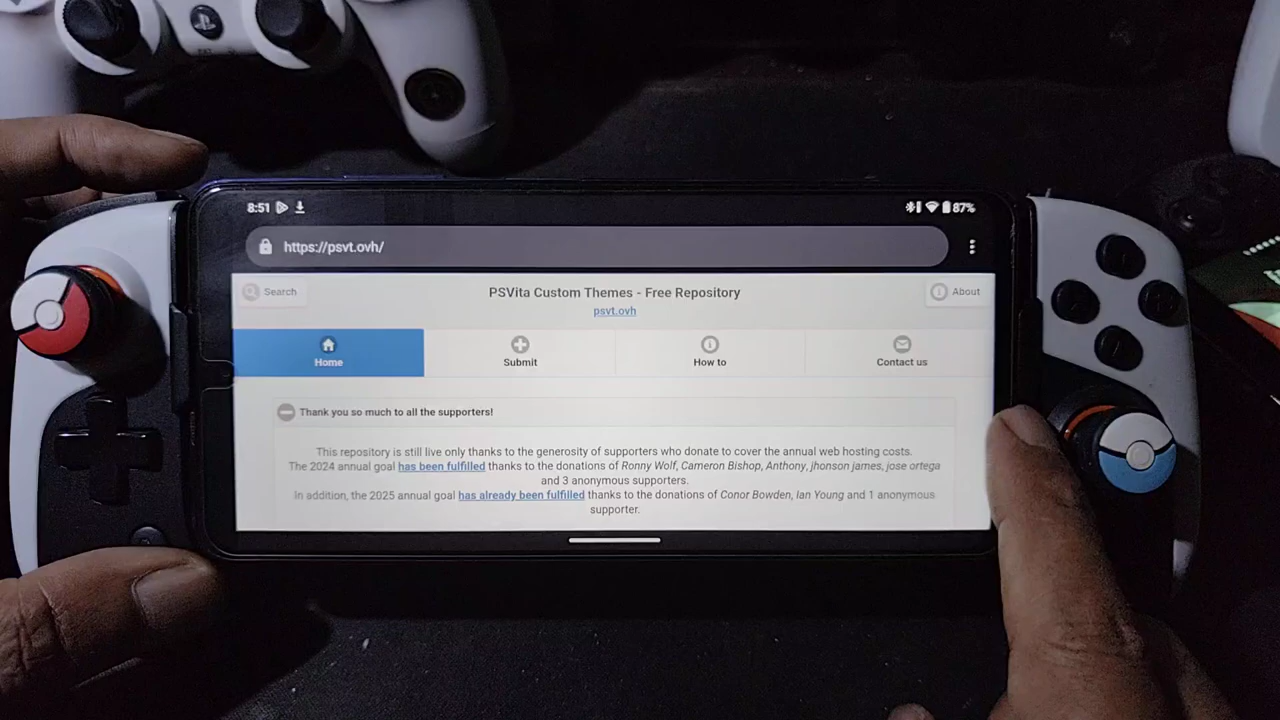 8:51
87%
https://psvt.ovh/
Search
PSVita Custom Themes - Free Repository
About
psvt.ovh
Home
Submit
How to
Contact us
Thank you so much to all the supporters!
This repository is still live only thanks to the generosity of supporters who donate to cover the annual web hosting costs.
The 2024 annual goal has been fulfilled thanks to the donations of Ronny Wolf, Cameron Bishop, Anthony, jhonson james, jose ortega
and 3 anonymous supporters.
In addition, the 2025 annual goal has already been fulfilled thanks to the donations of Conor Bowden, Ian Young and 1 anonymous
supporter.